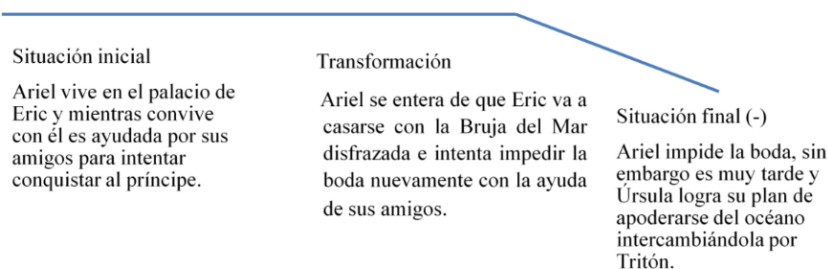 Situación inicial
Ariel vive en el palacio de
Eric y mientras convive
con él es ayudada por sus
amigos para intentar
conquistar al príncipe.
Transformación
Ariel se entera de que Eric va a
casarse con la Bruja del Mar
disfrazada e intenta impedir la
boda nuevamente con la ayuda
de sus amigos.
Situación final (-)
Ariel impide la boda, sin
embargo es muy tarde y
Úrsula logra su plan de
apoderarse del océano
intercambiándola por
Tritón.